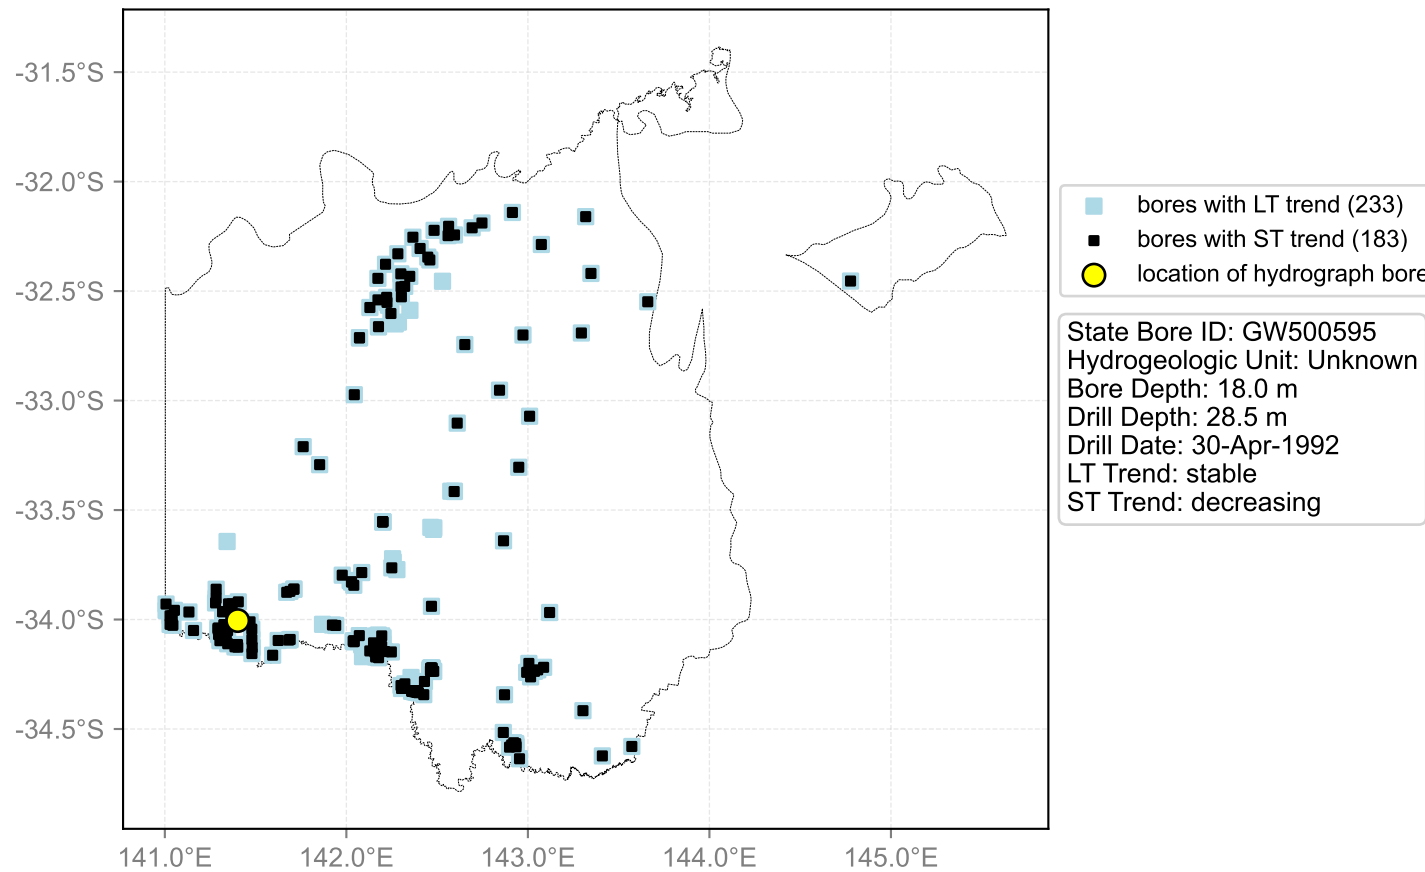 -31.5°S
-32.0°S
-32.5°S
-33.0°S
-33.5°S
-34.0°S
-34.5°S
141.0°E 142.0°E 143.0°E 144.0°E 145.0°E
bores with LT trend (233)
bores with ST trend (183)
location of hydrograph bore
State Bore ID: GW500595
Hydrogeologic Unit: Unknown
Bore Depth: 18.0 m
Drill Depth: 28.5 m
Drill Date: 30-Apr-1992
LT Trend: stable
ST Trend: decreasing